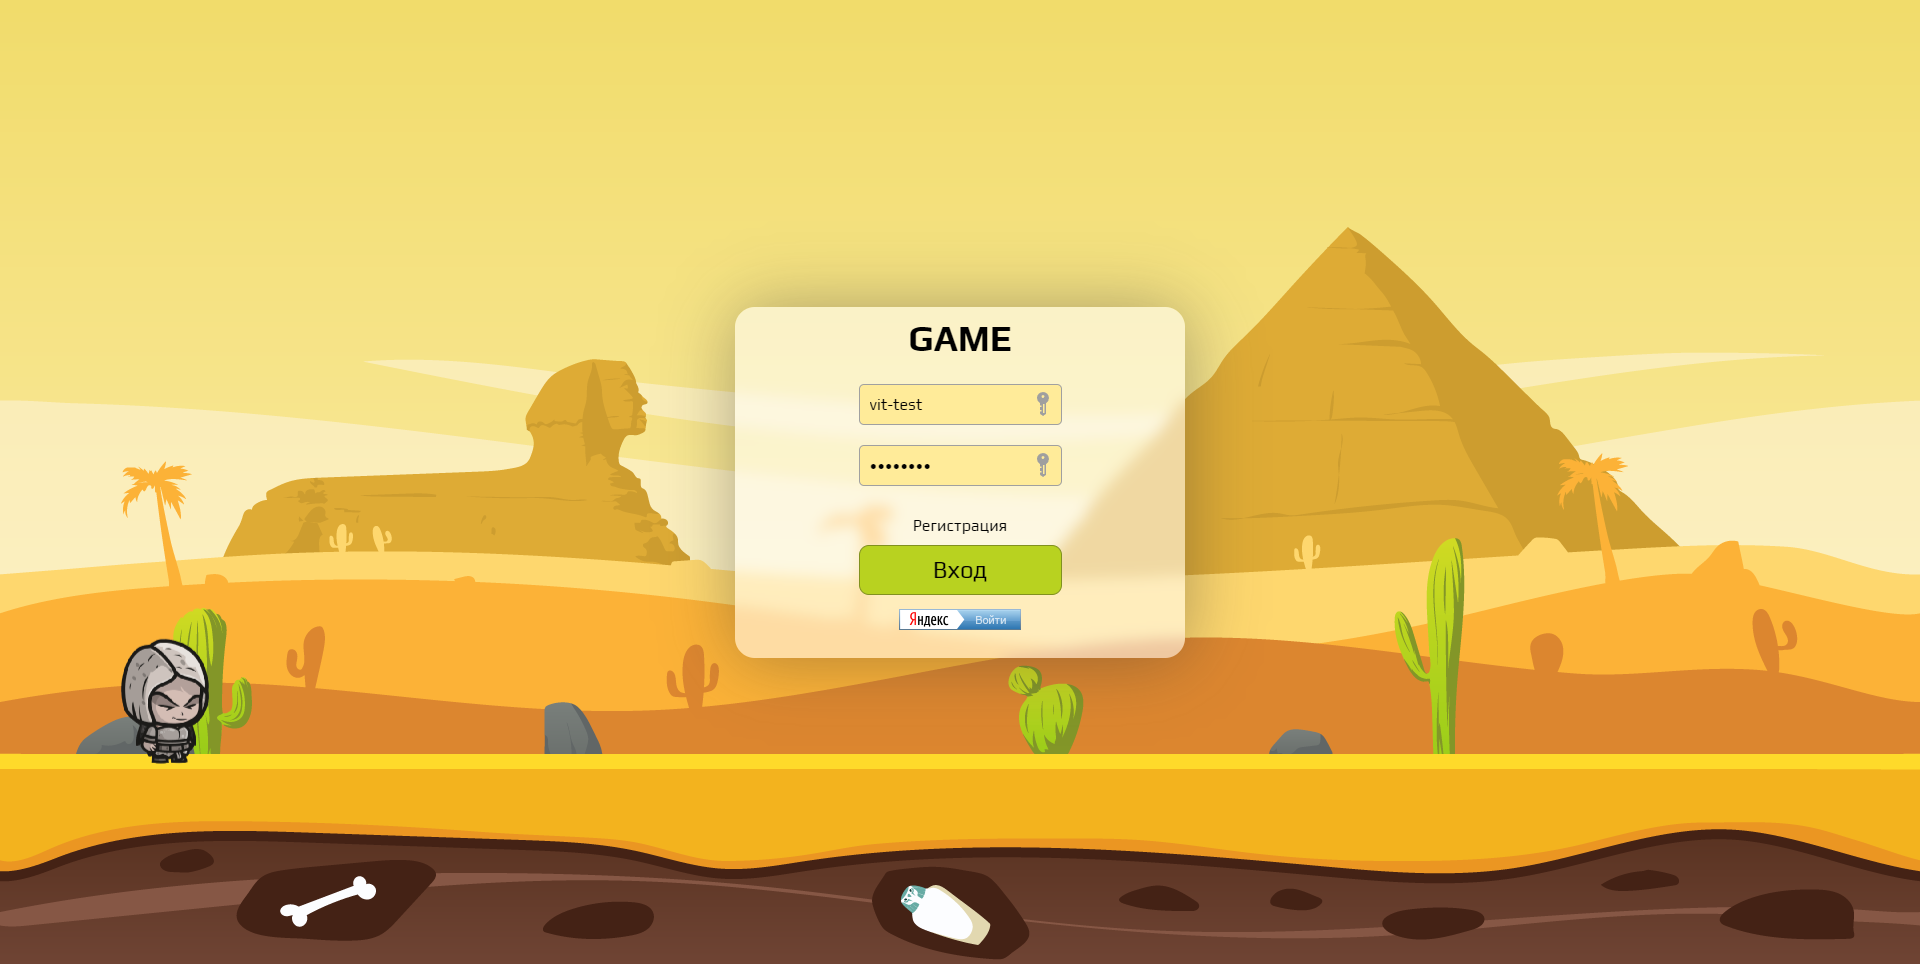 GAME
vit-test
••••••••
Регистрация
Вход
Яндекс Войти